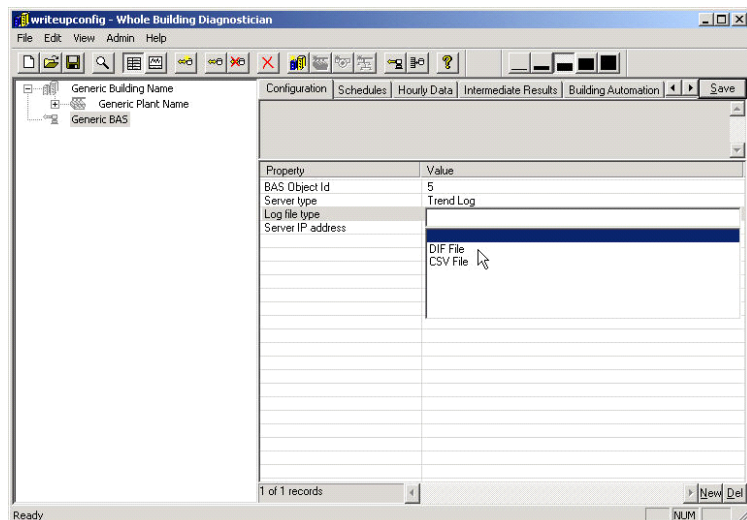 writeupconfig - Whole Building Diagnostician
File Edit View Admin Help
Generic Building Name
Generic Plant Name
Generic BAS
Configuration Schedules Hourly Data Intermediate Results Building Automation Save
Property Value
BAS Object Id 5
Server type Trend Log
Log file type
Server IP address
DIF File
CSV File
1 of 1 records New Del
Ready NUM